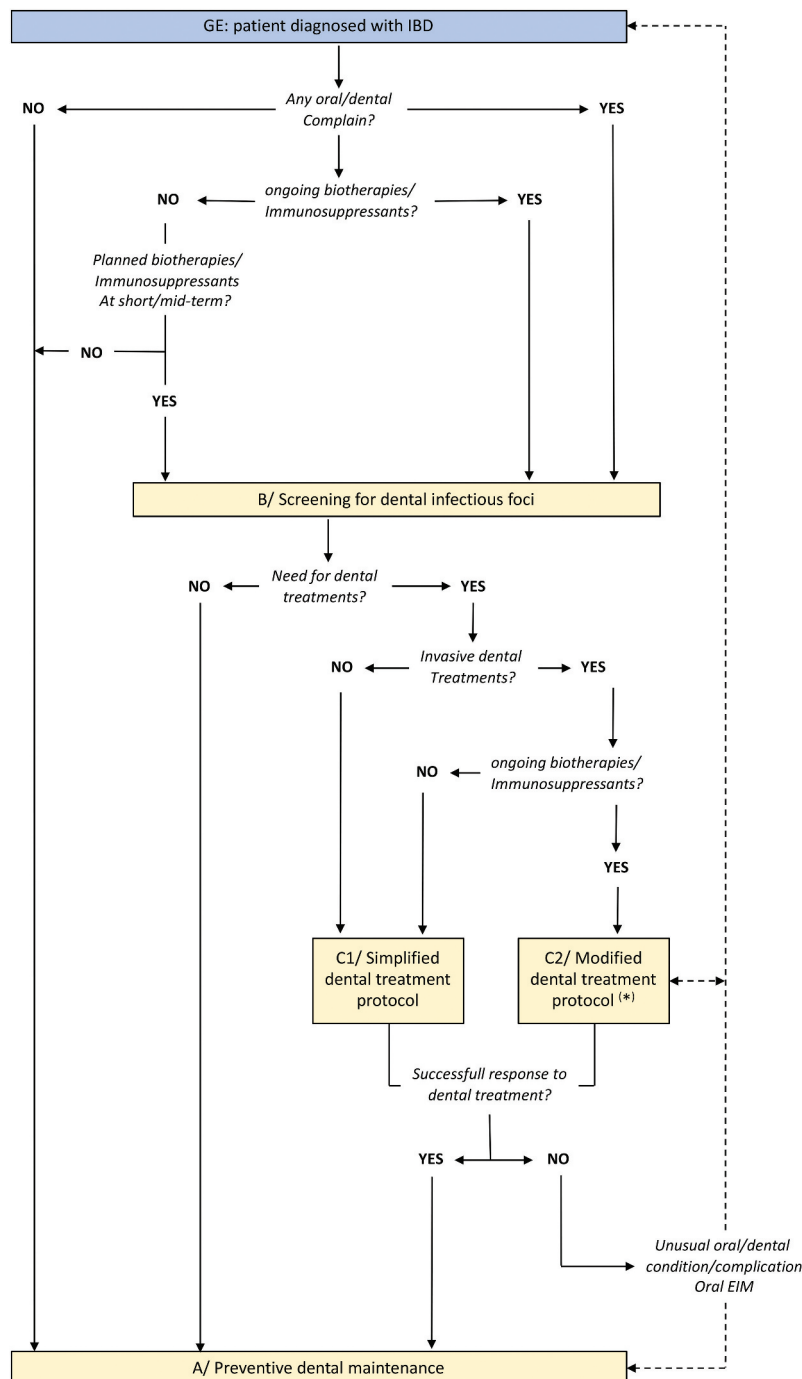 GE: patient diagnosed with IBD
NO
Any oral/dental
Complain?
YES
NO
ongoing biotherapies/
Immunosuppressants?
YES
Planned biotherapies/
Immunosuppressants
At short/mid-term?
NO
YES
B/ Screening for dental infectious foci
NO
Need for dental
treatments?
YES
NO
Invasive dental
Treatments?
YES
NO
ongoing biotherapies/
Immunosuppressants?
YES
C1/ Simplified
dental treatment
protocol
C2/ Modified
dental treatment
protocol (*)
Successfull response to
dental treatment?
YES
NO
Unusual oral/dental
condition/complication
Oral EIM
A/ Preventive dental maintenance